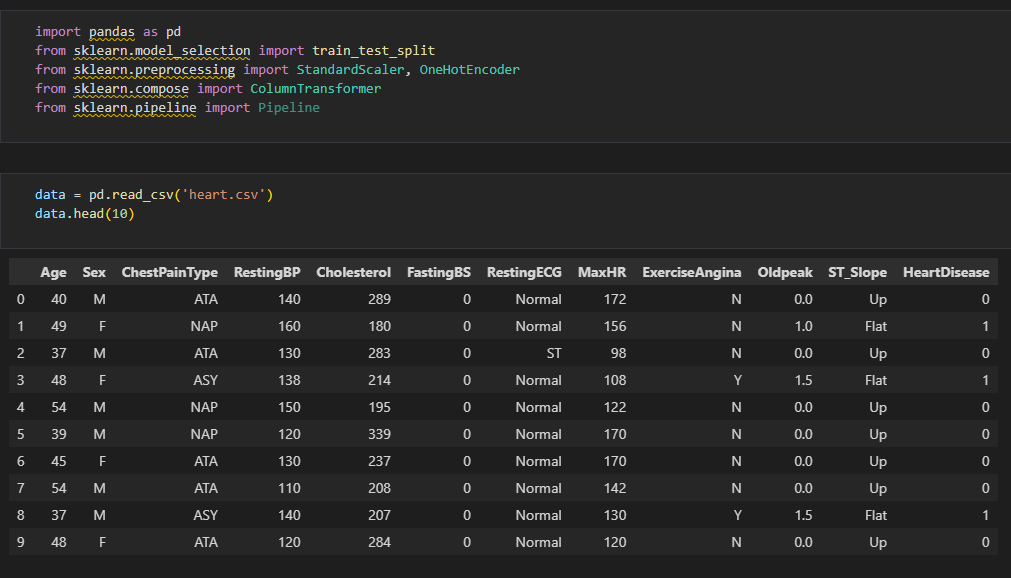 import pandas as pd
from sklearn.model_selection import train_test_split
from sklearn.preprocessing import StandardScaler, OneHotEncoder
from sklearn.compose import ColumnTransformer
from sklearn.pipeline import Pipeline
data = pd.read_csv('heart.csv')
data.head(10)
Age Sex ChestPainType RestingBP Cholesterol FastingBS RestingECG MaxHR ExerciseAngina Oldpeak ST_Slope HeartDisease
0 40 M ATA 140 289 0 Normal 172 N 0.0 Up 0
1 49 F NAP 160 180 0 Normal 156 N 1.0 Flat 1
2 37 M ATA 130 283 0 ST 98 N 0.0 Up 0
3 48 F ASY 138 214 0 Normal 108 Y 1.5 Flat 1
4 54 M NAP 150 195 0 Normal 122 N 0.0 Up 0
5 39 M NAP 120 339 0 Normal 170 N 0.0 Up 0
6 45 F ATA 130 237 0 Normal 170 N 0.0 Up 0
7 54 M ATA 110 208 0 Normal 142 N 0.0 Up 0
8 37 M ASY 140 207 0 Normal 130 Y 1.5 Flat 1
9 48 F ATA 120 284 0 Normal 120 N 0.0 Up 0